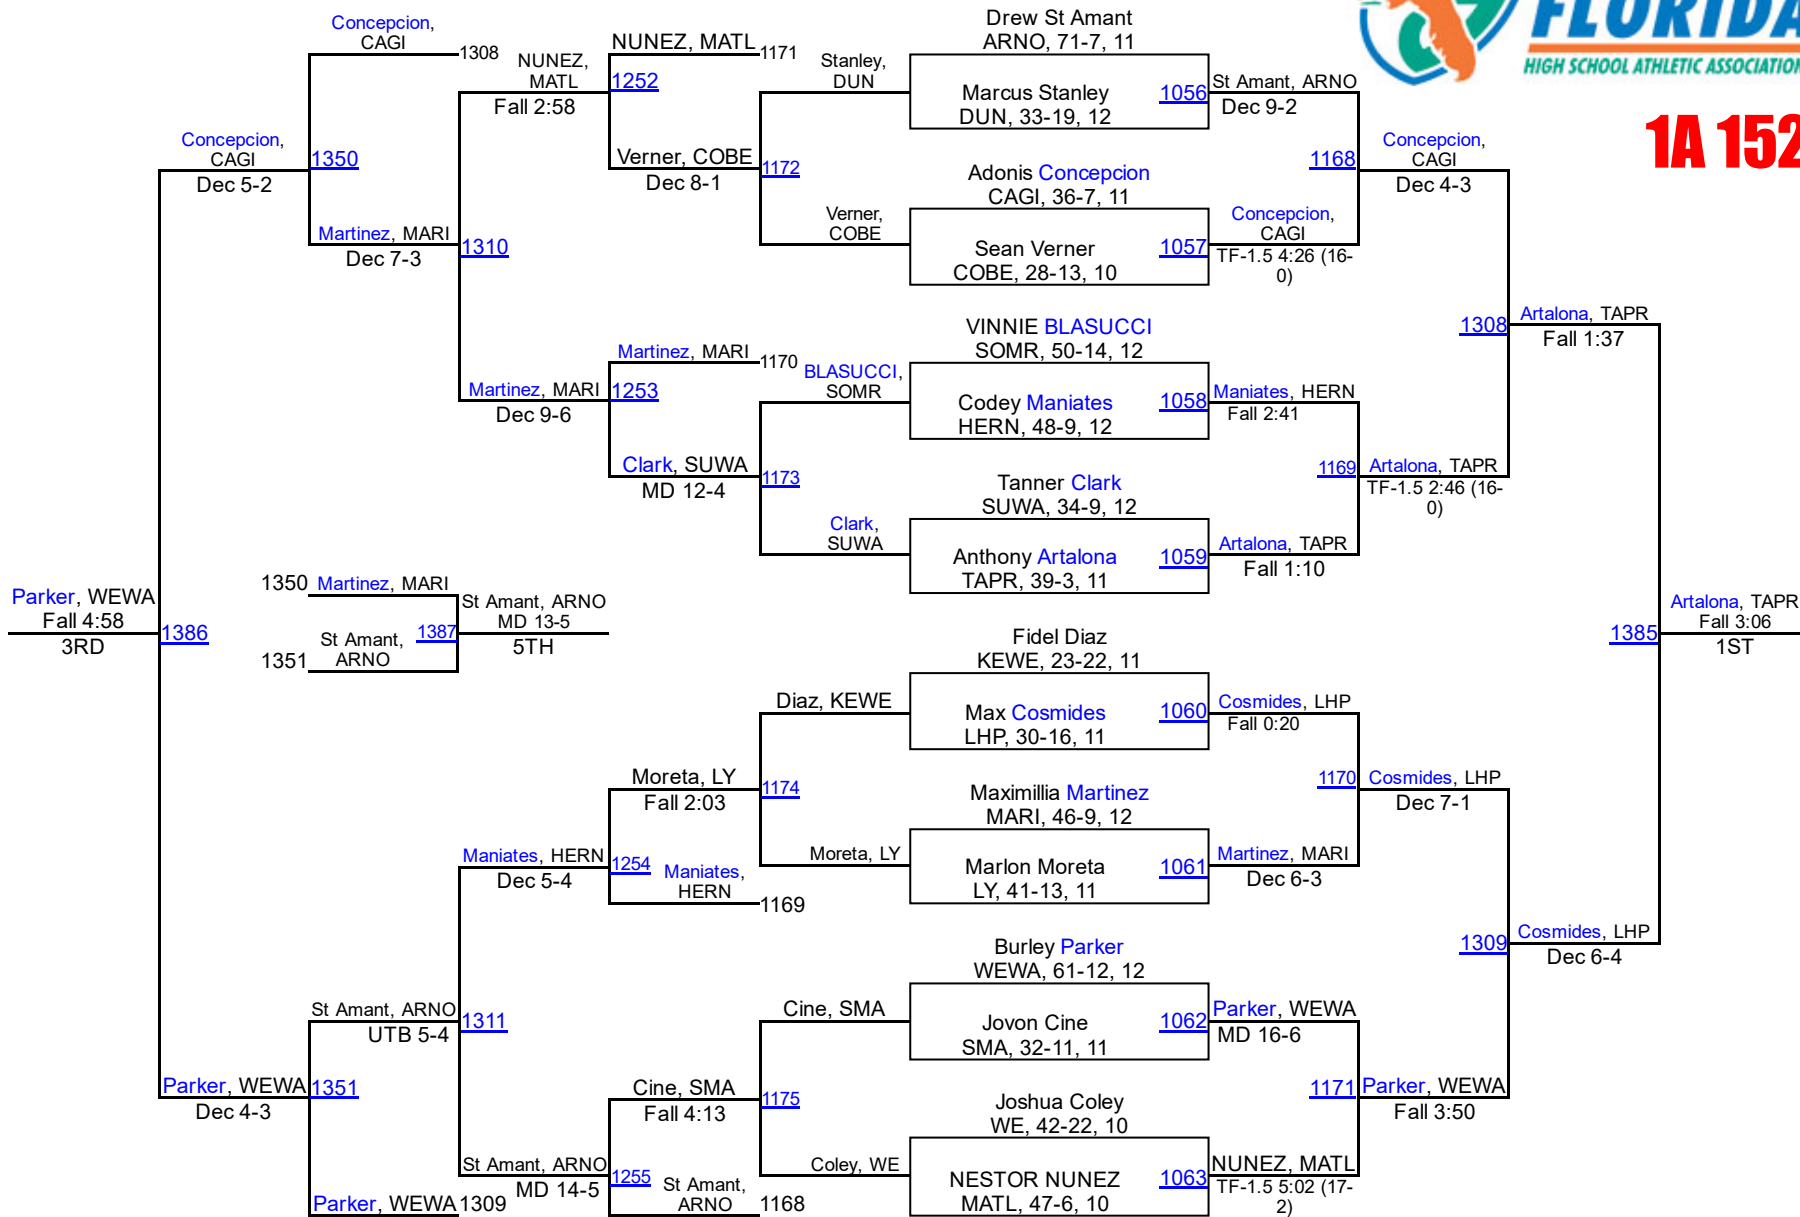 Concepcion,
CAGI
1308
NUNEZ,
MATL
Fall 2:58
NUNEZ, MATL
1171
1252
Stanley,
DUN
Drew St Amant
ARNO, 71-7, 11
Marcus Stanley
DUN, 33-19, 12
1056
St Amant, ARNO
Dec 9-2
FLORIDA
HIGH SCHOOL ATHLETIC ASSOCIATION
1A 152
Concepcion,
CAGI
Dec 5-2
1350
Verner, COBE
Dec 8-1
1172
Adonis Concepcion
CAGI, 36-7, 11
1168
Concepcion,
CAGI
Dec 4-3
Martinez, MARI
Dec 7-3
1310
Verner,
COBE
Sean Verner
COBE, 28-13, 10
1057
Concepcion,
CAGI
TF-1.5 4:26 (16-
0)
VINNIE BLASUCCI
SOMR, 50-14, 12
1308
Artalona, TAPR
Fall 1:37
Martinez, MARI
1170
Martinez, MARI
Dec 9-6
1253
BLASUCCI,
SOMR
Codey Maniates
HERN, 48-9, 12
1058
Maniates, HERN
Fall 2:41
Clark, SUWA
MD 12-4
1173
Tanner Clark
SUWA, 34-9, 12
1169
Artalona, TAPR
TF-1.5 2:46 (16-
0)
Clark,
SUWA
Anthony Artalona
TAPR, 39-3, 11
1059
Artalona, TAPR
Fall 1:10
Parker, WEWA
Fall 4:58
3RD
1386
1350
Martinez, MARI
St Amant,
ARNO
1351
1387
St Amant, ARNO
MD 13-5
5TH
1385
Artalona, TAPR
Fall 3:06
1ST
Fidel Diaz
KEWE, 23-22, 11
Diaz, KEWE
Max Cosmides
LHP, 30-16, 11
1060
Cosmides, LHP
Fall 0:20
Moreta, LY
Fall 2:03
1174
Maximillia Martinez
MARI, 46-9, 12
1170
Cosmides, LHP
Dec 7-1
Maniates, HERN
Dec 5-4
1254
Maniates,
HERN
1169
Moreta, LY
Marlon Moreta
LY, 41-13, 11
1061
Martinez, MARI
Dec 6-3
Burley Parker
WEWA, 61-12, 12
1309
Cosmides, LHP
Dec 6-4
St Amant, ARNO
UTB 5-4
1311
Cine, SMA
Jovon Cine
SMA, 32-11, 11
1062
Parker, WEWA
MD 16-6
Parker, WEWA
Dec 4-3
1351
Cine, SMA
Fall 4:13
1175
Joshua Coley
WE, 42-22, 10
1171
Parker, WEWA
Fall 3:50
St Amant, ARNO
MD 14-5
1255
St Amant,
ARNO
1168
Coley, WE
NESTOR NUNEZ
MATL, 47-6, 10
1063
NUNEZ, MATL
TF-1.5 5:02 (17-
2)
Parker, WEWA
1309